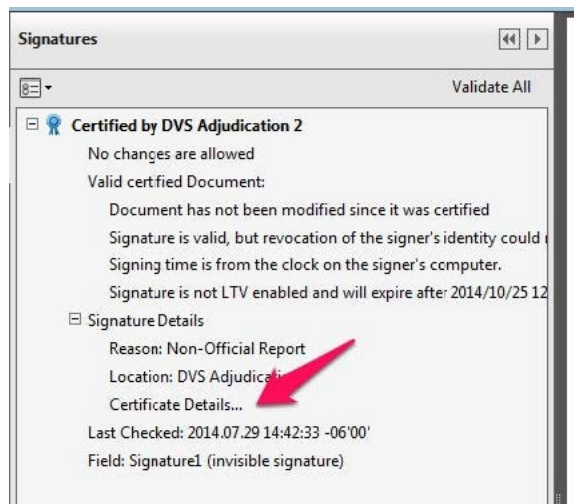 Signatures
Validate All
Certified by DVS Adjudication 2
No changes are allowed
Valid certfied Document:
Document has not been modified since it was certified
Signature is valid, but revocation of the signer's identity could
Signing time is from the clock on the signer's computer.
Signature is not LTV enabled and will expire after 2014/10/25 12
Signature Details
Reason: Non-Official Report
Location: DVS
Certificate Details...
Last Checked: 2014.07.29 14:42:33 -06'00'
Field: Signature1 (invisible signature)